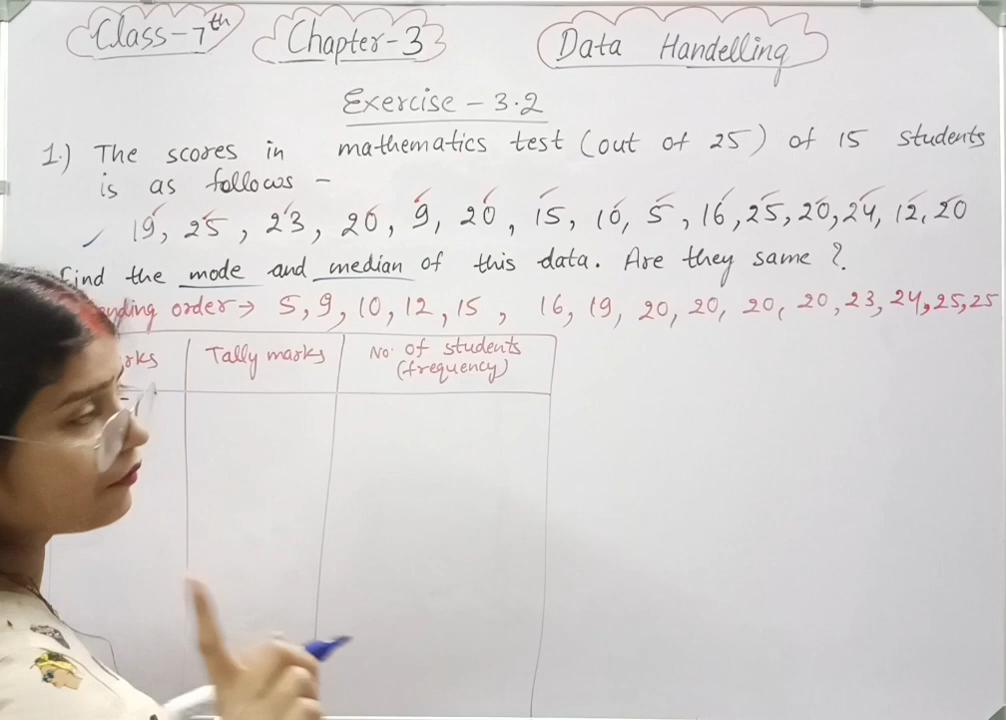 Class-7th Chapter-3 Data Handelling
Exercise - 3.2
1.) The scores in mathematics test (out of 25) of 15 students
is as follows -
19, 25, 23, 20, 9, 20, 15, 10, 5, 16, 25, 20, 24, 12, 20
Find the mode and median of this data. Are they same ?
order → 5, 9, 10, 12, 15, 16, 19, 20, 20, 20, 20, 23, 24, 25, 25
Tally marks No. of students
(frequency)